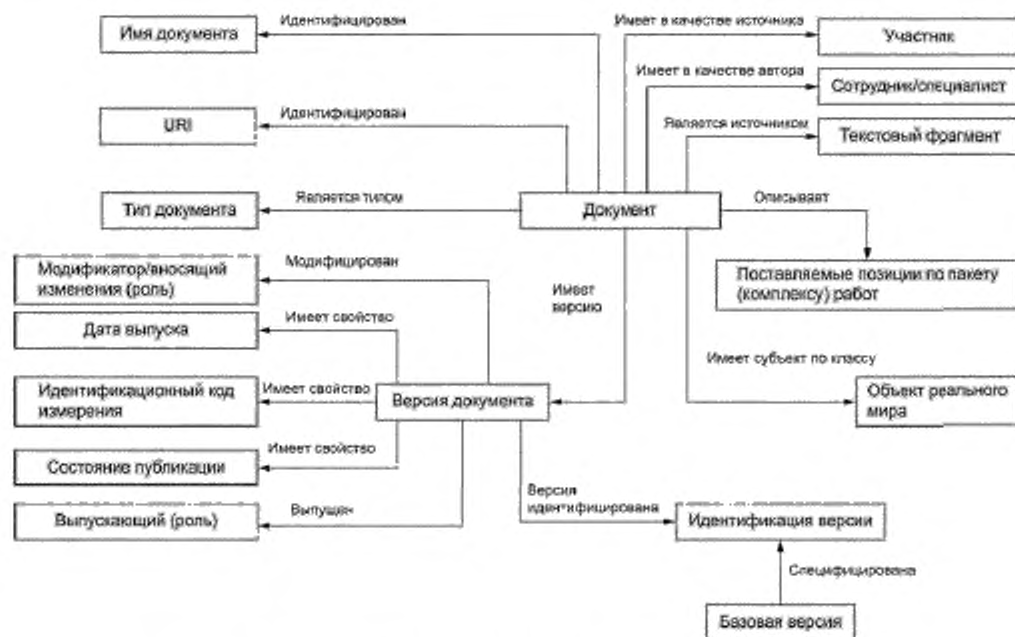 Имя документа
Идентифицирован
Имеет в качестве источника
Участник
Имеет в качестве автора
Сотрудник/специалист
URI
Идентифицирован
Является источником
Текстовый фрагмент
Тип документа
Является типом
Документ
Описывает
Модификатор/вносящий
изменения (роль)
Модифицирован
Имеет
версию
Поставляемые позиции по пакету
(комплексу) работ
Дата выпуска
Имеет свойство
Имеет субъект по классу
Идентификационный код
измерения
Имеет свойство
Версия документа
Объект реального
мира
Состояние публикации
Имеет свойство
Выпускающий (роль)
Выпущен
Версия
идентифицирована
Идентификация версии
Специфицирована
Базовая версия